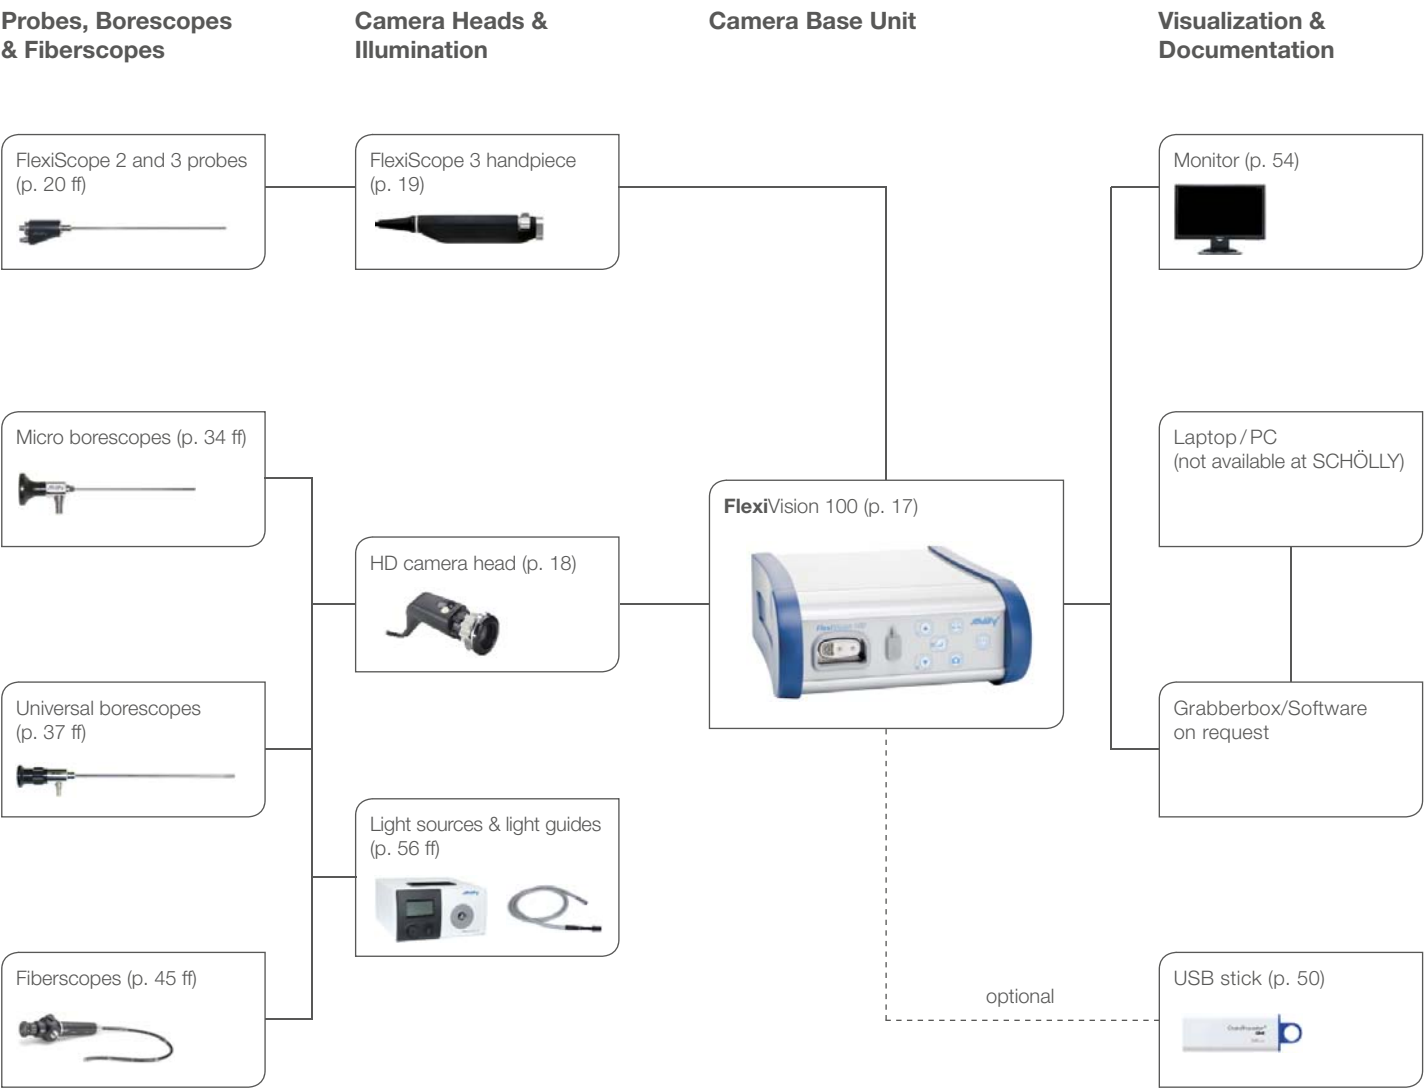 Probes, Borescopes
& Fiberscopes
Camera Heads &
Illumination
Camera Base Unit
Visualization &
Documentation
FlexiScope 2 and 3 probes
(p. 20 ff)
FlexiScope 3 handpiece
(p. 19)
Monitor (p. 54)
Micro borescopes (p. 34 ff)
HD camera head (p. 18)
FlexiVision 100 (p. 17)
Laptop / PC
(not available at SCHÖLLY)
Universal borescopes
(p. 37 ff)
Light sources & light guides
(p. 56 ff)
Grabberbox/Software
on request
Fiberscopes (p. 45 ff)
optional
USB stick (p. 50)